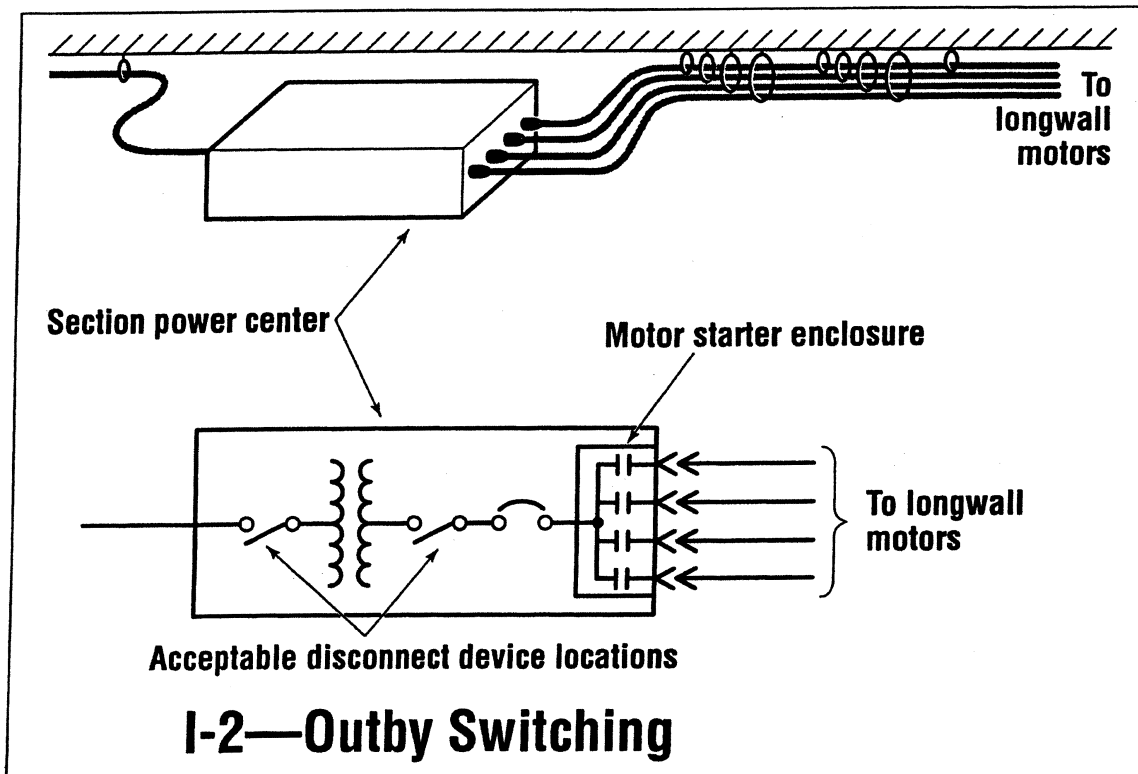 To
longwall
motors
Section power center
Motor starter enclosure
To longwall
motors
Acceptable disconnect device locations
I-2—Outby Switching